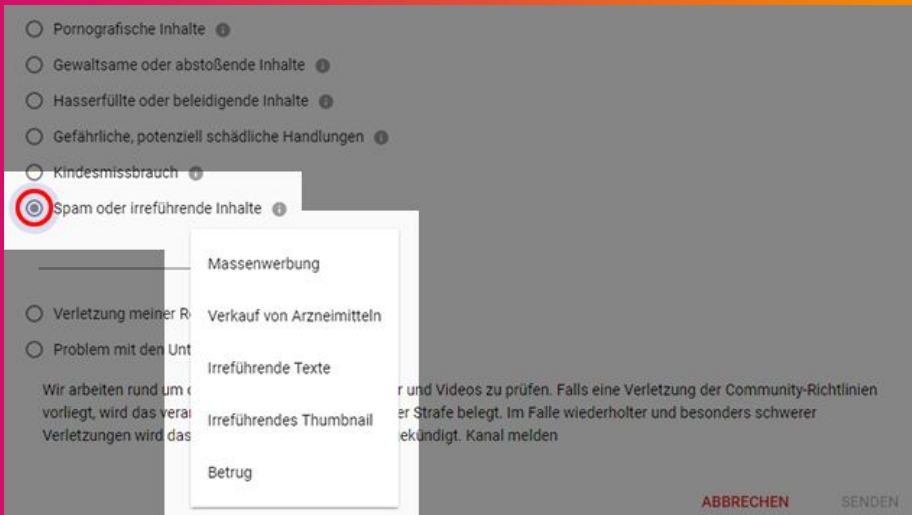 Pornografische Inhalte
Gewaltsame oder abstoßende Inhalte
Hasserfüllte oder beleidigende Inhalte
Gefährliche, potenziell schädliche Handlungen
Kindesmissbrauch
Spam oder irreführende Inhalte
Massenwerbung
Verkauf von Arzneimitteln
Irreführende Texte
Irreführendes Thumbnail
Betrug
Verletzung meiner
Problem mit den
Wir arbeiten rund um r und Videos zu prüfen. Falls eine Verletzung der Community-Richtlinien
vorliegt, wird das er Strafe belegt. Im Falle wiederholter und besonders schwerer
Verletzungen wird das ekündigt. Kanal melden
ABBRECHEN SENDEN